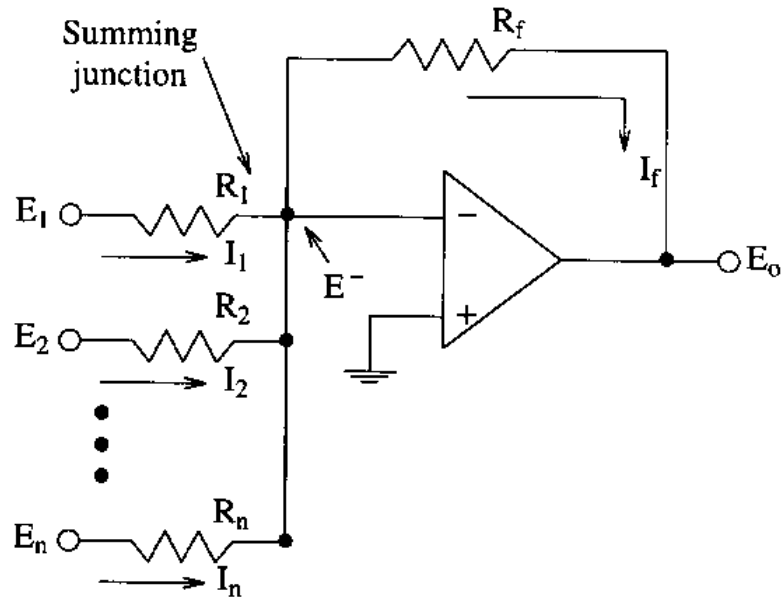 Summing
junction
R_f
I_f
R_1
E_1
I_1
E^-
−
+
E_o
R_2
E_2
I_2
R_n
E_n
I_n